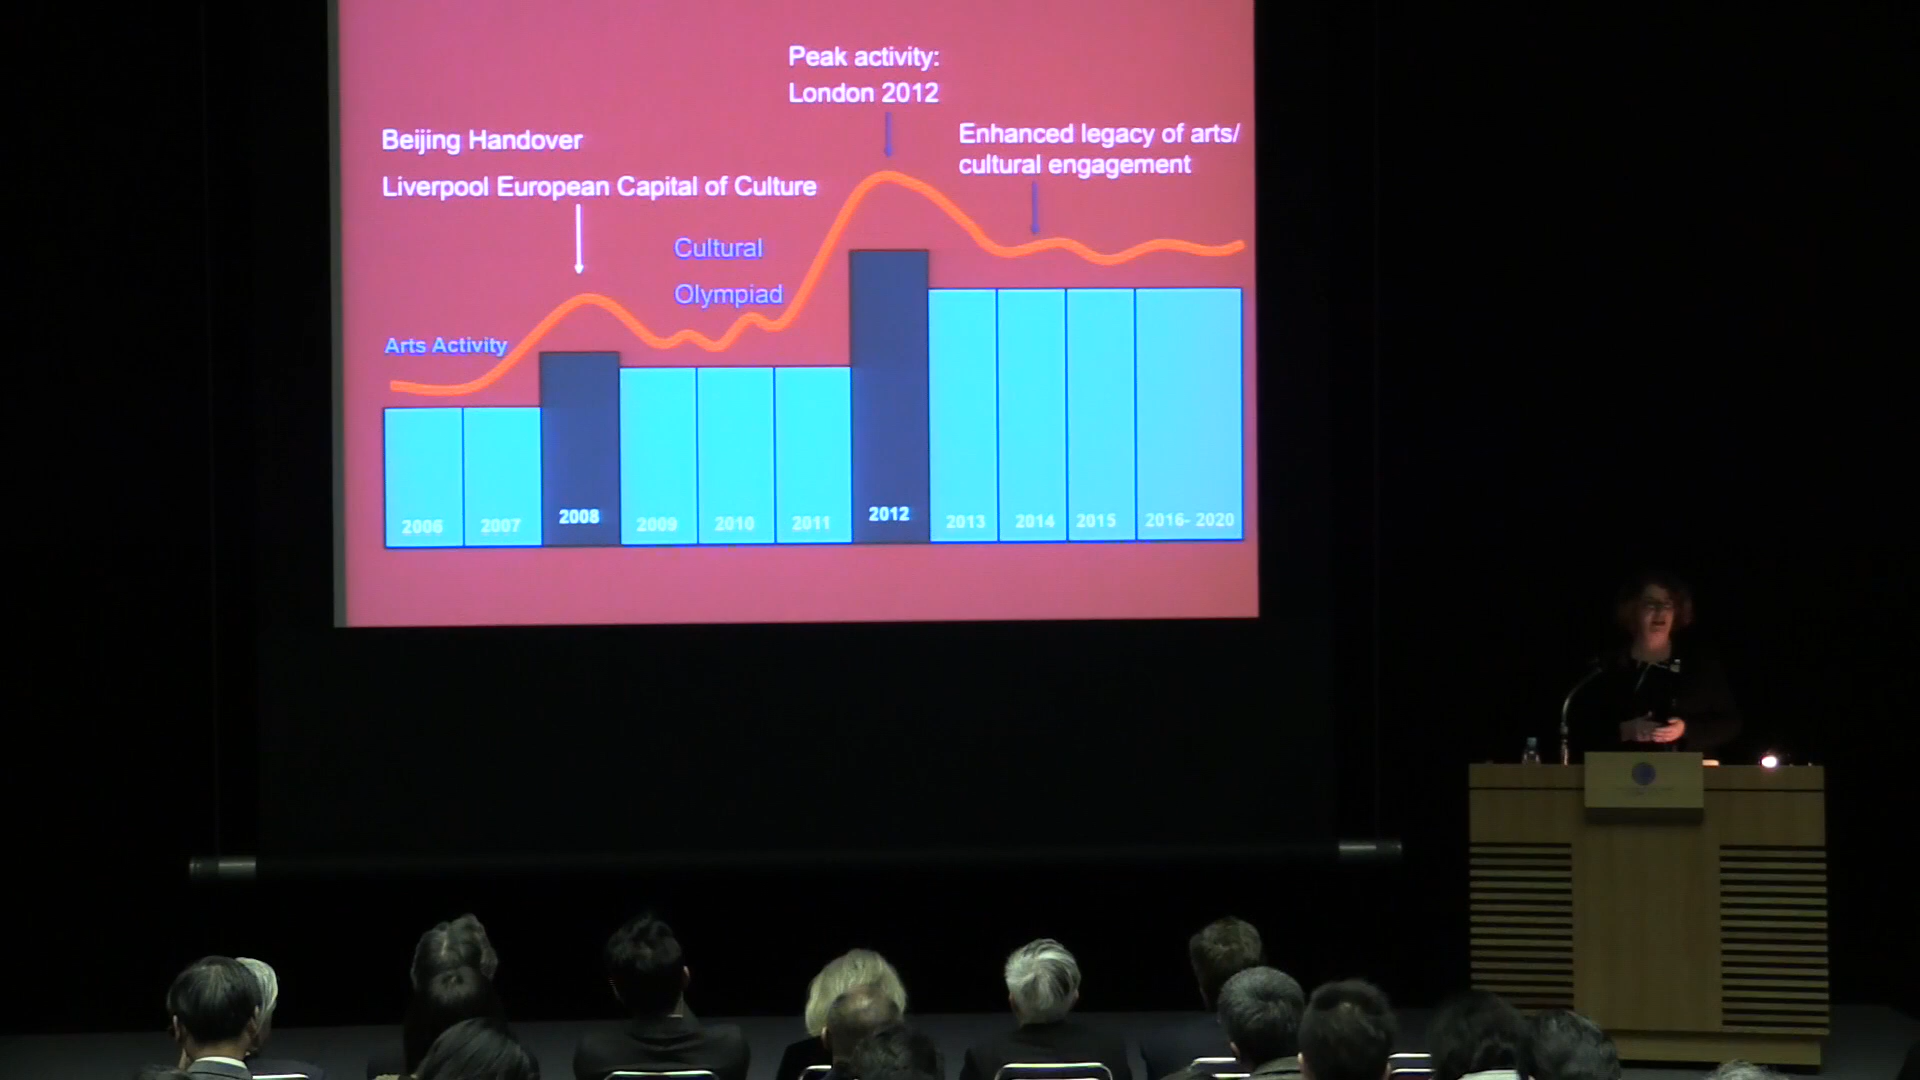 Peak activity:
London 2012
Beijing Handover
Enhanced legacy of arts/
cultural engagement
Liverpool European Capital of Culture
Cultural
Olympiad
Arts Activity
2006
2007
2008
2009
2010
2011
2012
2013
2014
2015
2016- 2020